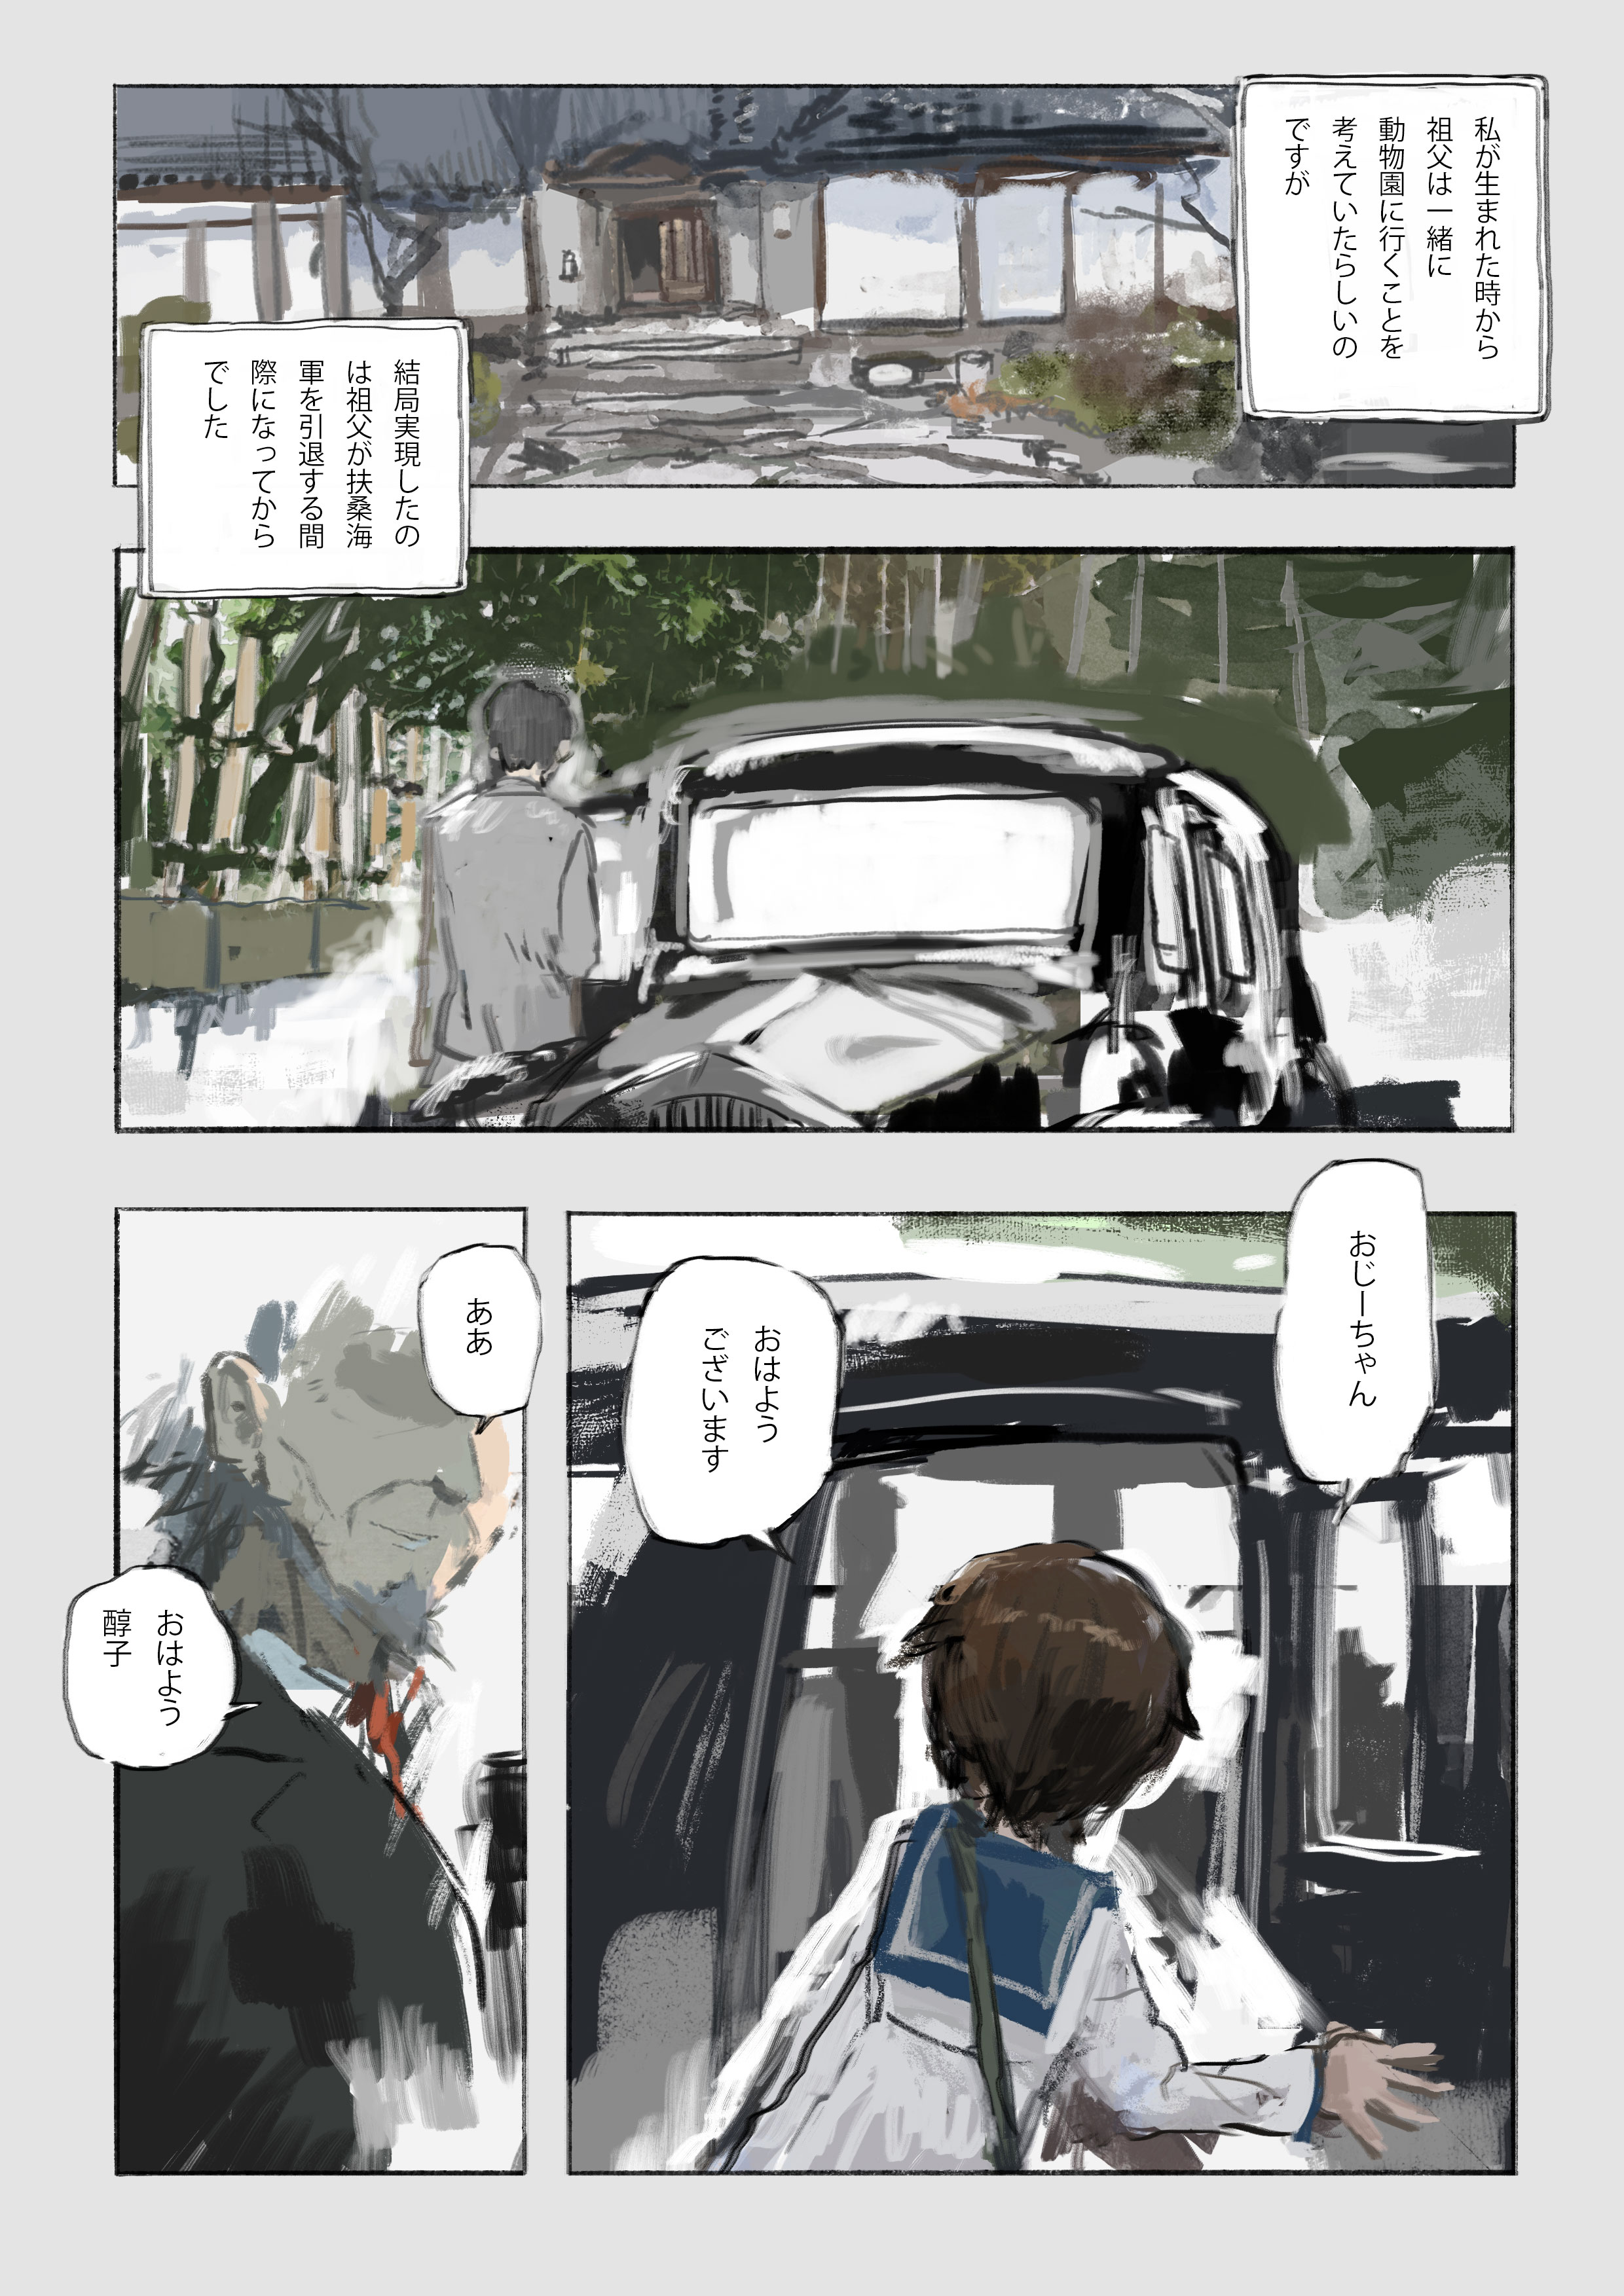 私が生まれた時から
祖父は一緒に
動物園に行くことを
考えていたらしいの
ですが
結局実現したの
は祖父が扶桑海
軍を引退する間
際になってから
でした
おじーちゃん
おはよう
ございます
ああ
おはよう
醇子